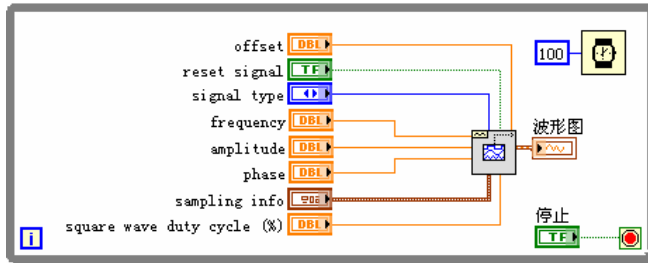 offset DBL
100
reset signal TF
signal type
frequency DBL
波形图
amplitude DBL
phase DBL
sampling info
停止
square wave duty cycle (%) DBL
TF
i